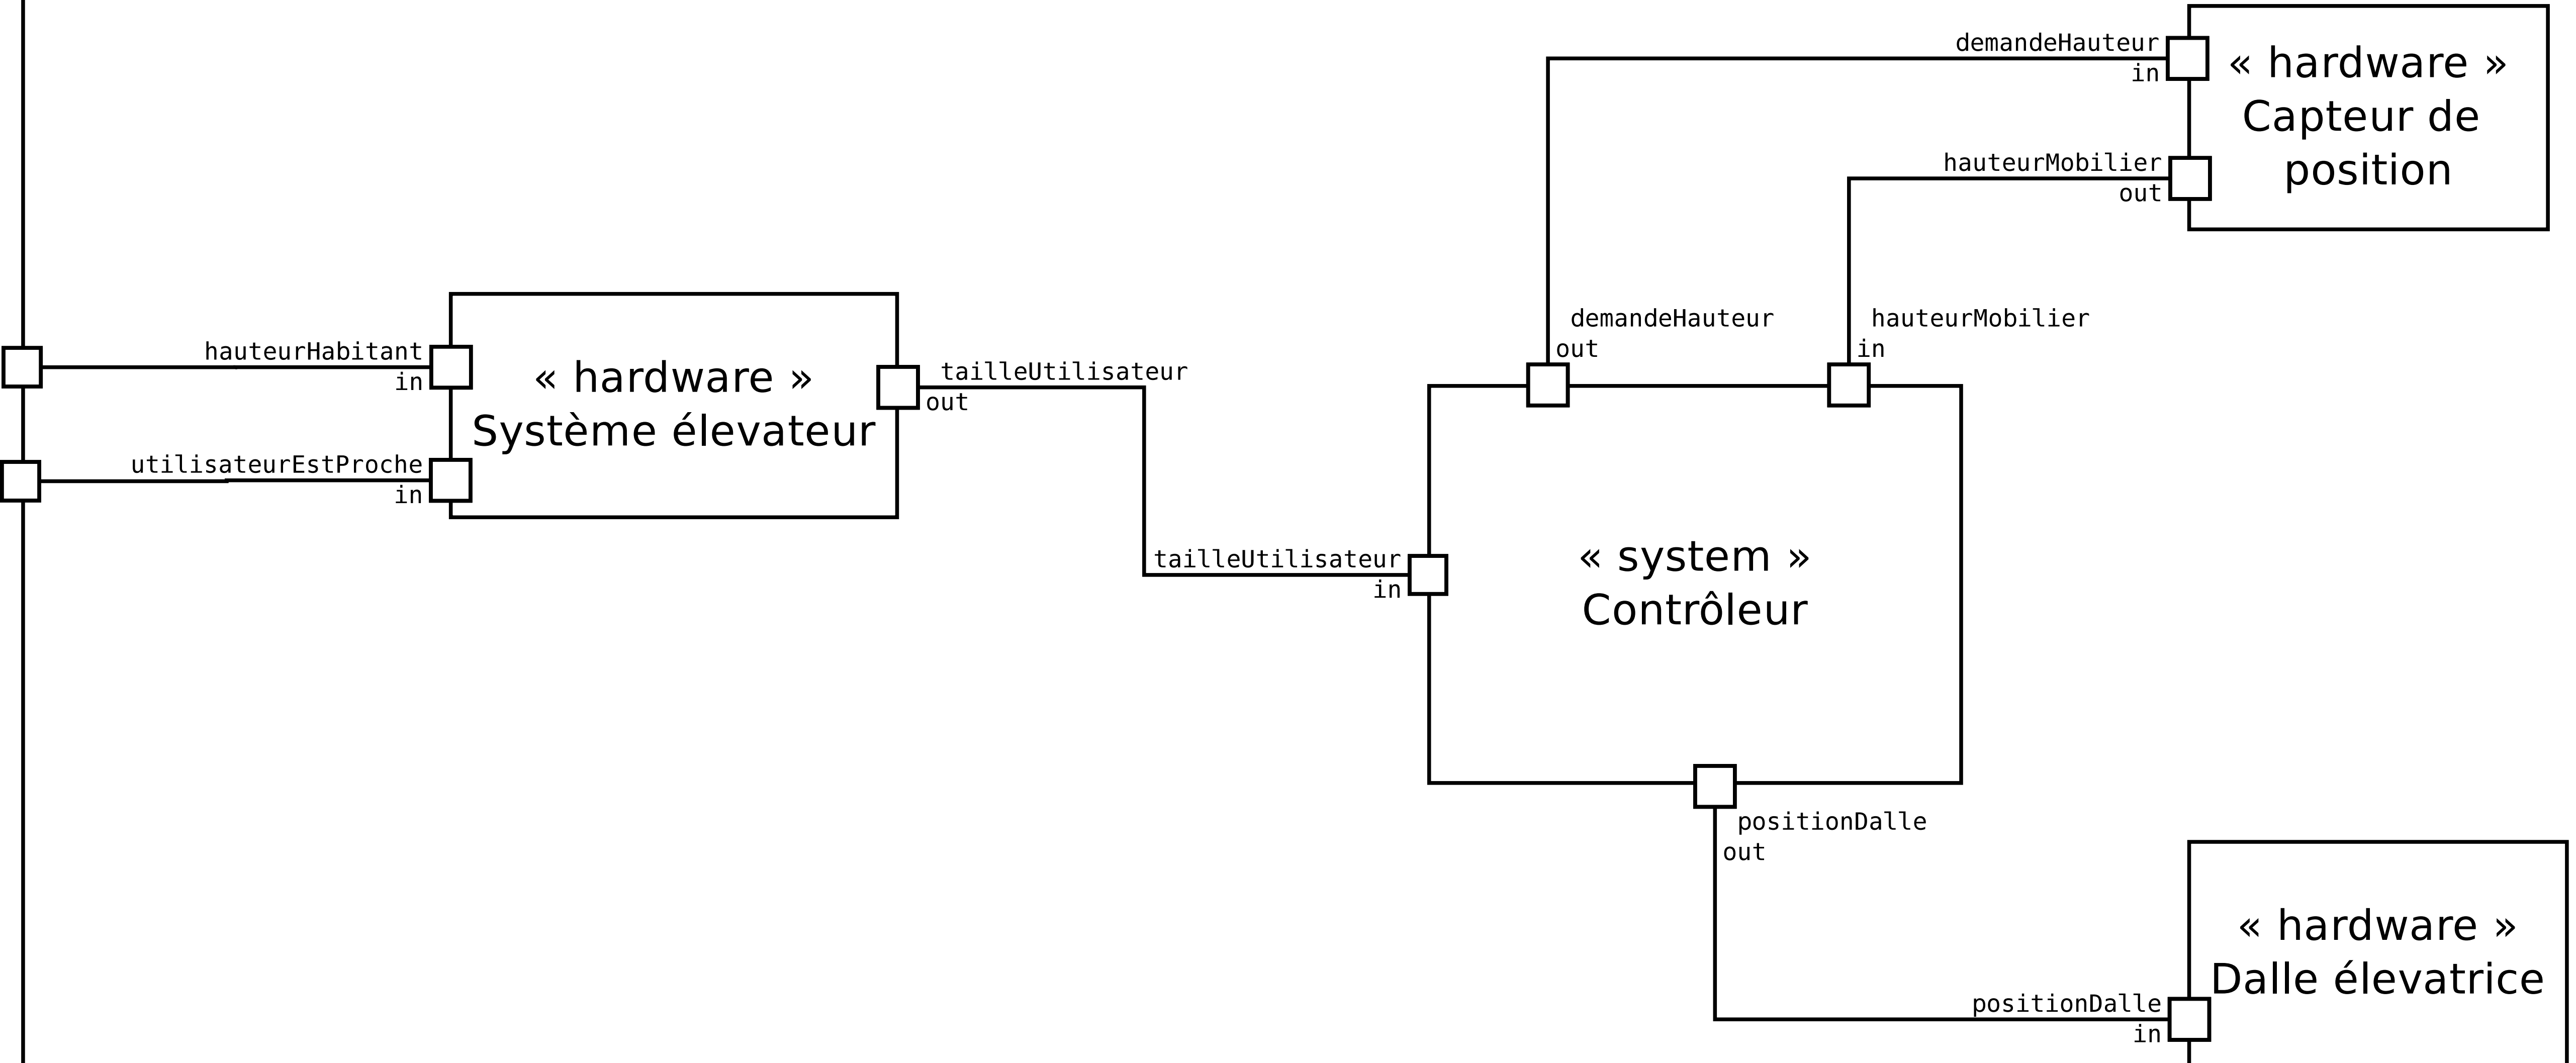 demandeHauteur
in
« hardware »
Capteur de
position
hauteurMobilier
out
demandeHauteur
out
hauteurMobilier
in
hauteurHabitant
in
« hardware »
Système élevateur
utilisateurEstProche
in
tailleUtilisateur
out
tailleUtilisateur
in
« system »
Contrôleur
positionDalle
out
« hardware »
Dalle élevatrice
positionDalle
in